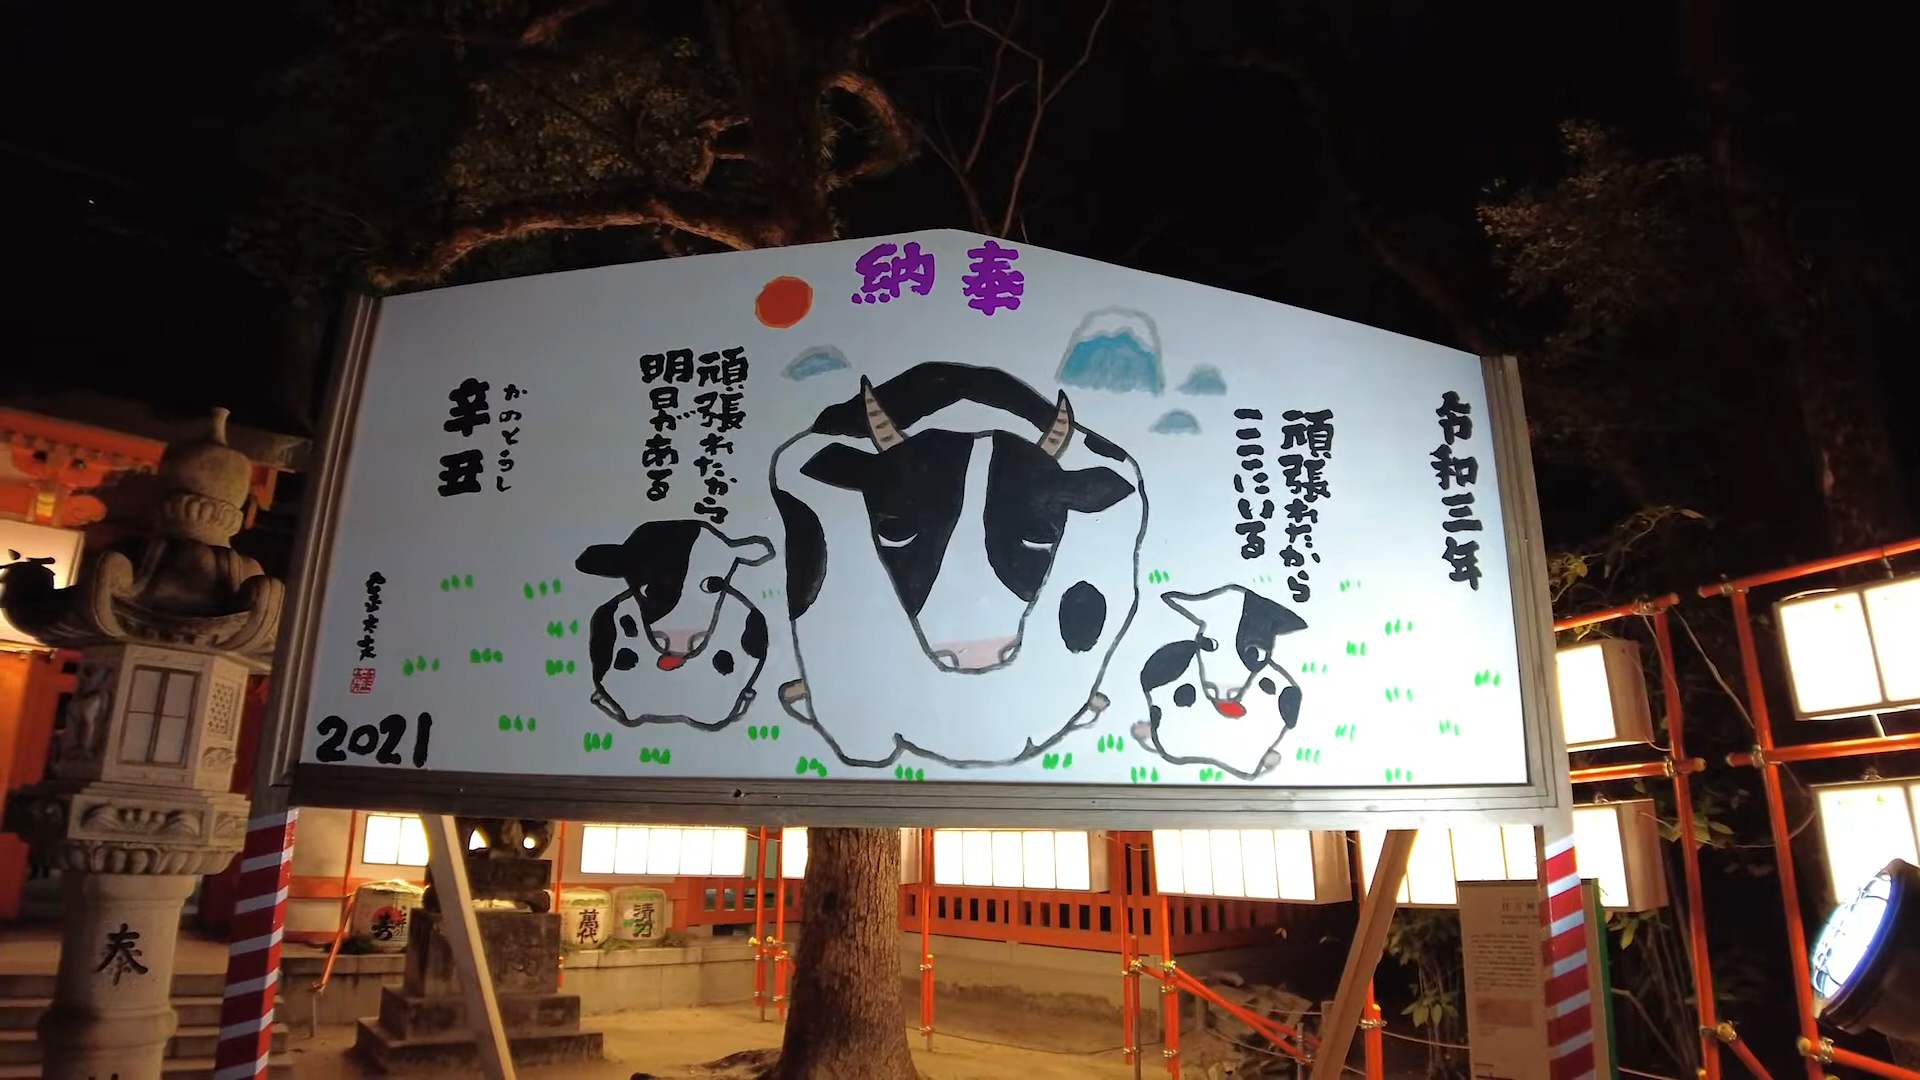 奉納
令和三年
頑張れたから
ここにいる
頑張れたから
明日がある
かのとうし
辛丑
2021
奉
萬代
清力